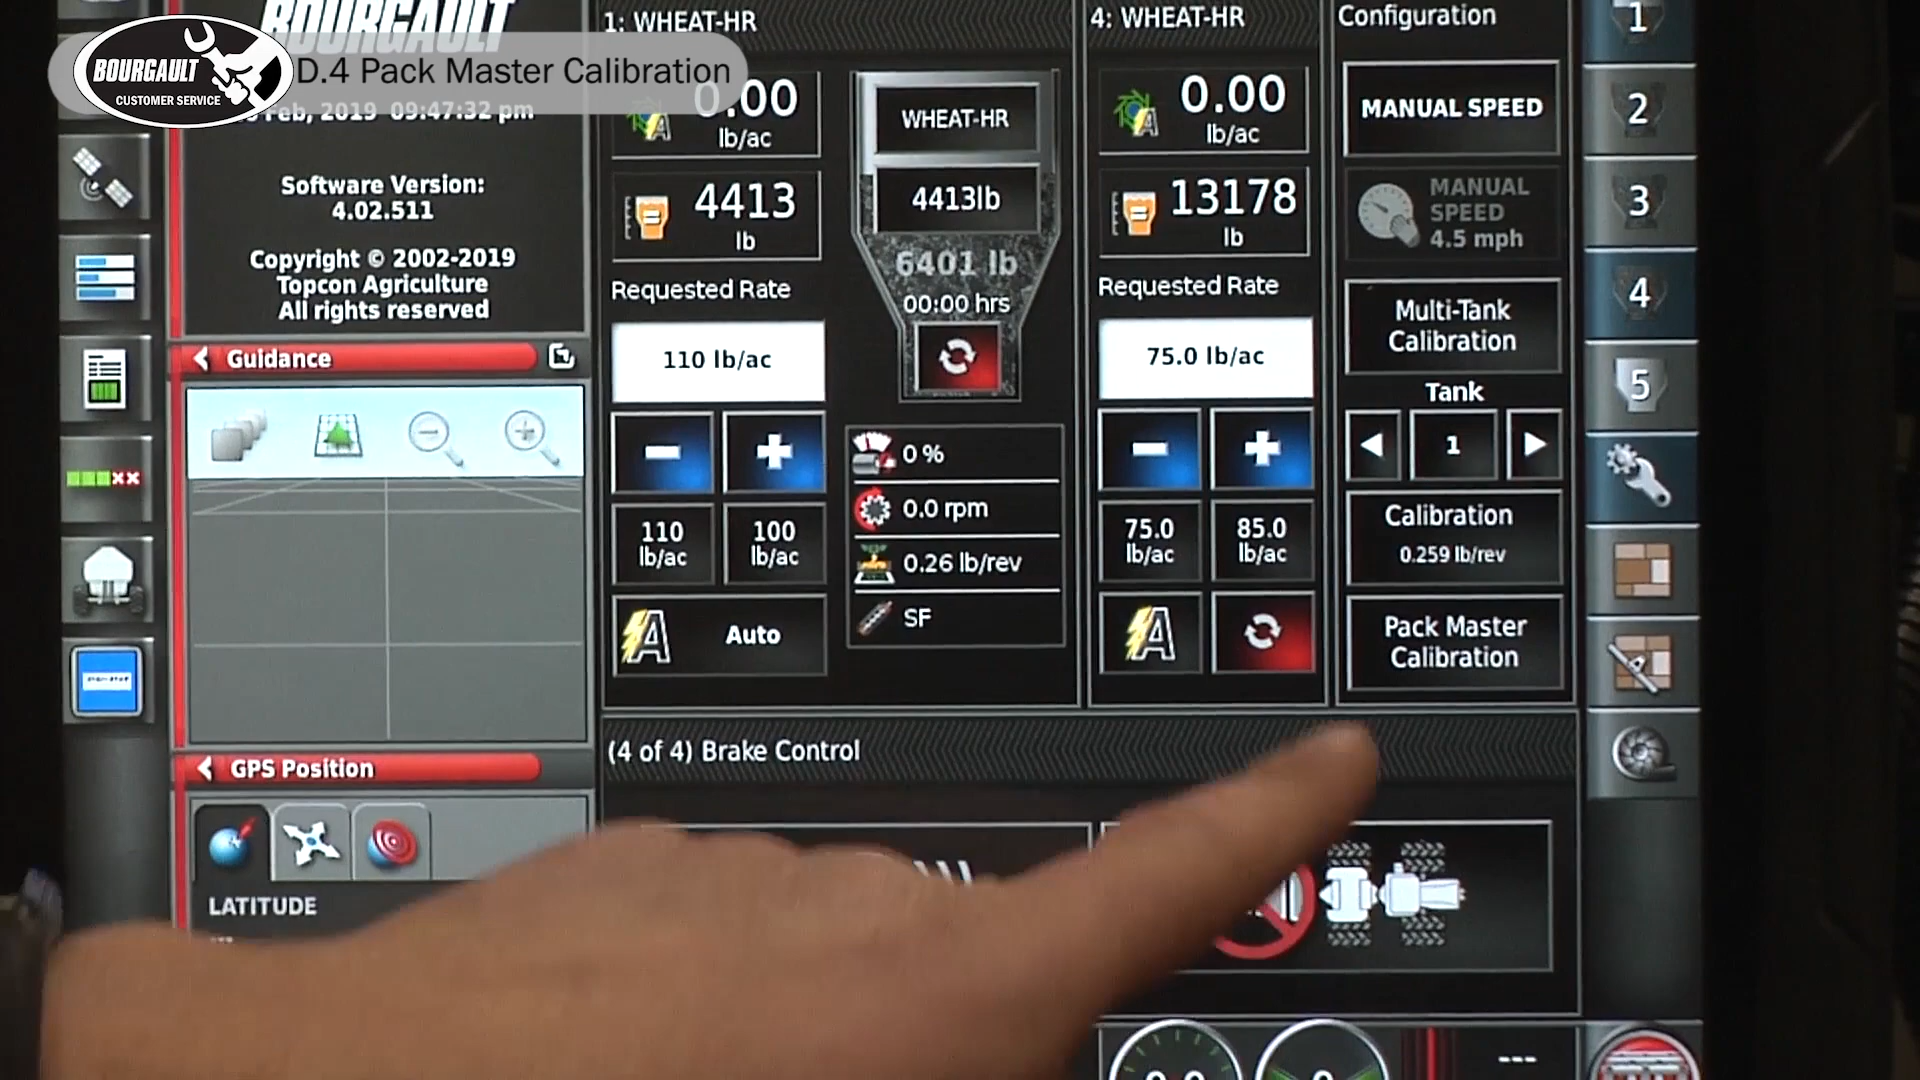 BOURGAULT
BOURGAULT
CUSTOMER SERVICE
D.4 Pack Master Calibration
Feb, 2019 09:47:32 pm
Software Version:
4.02.511
Copyright © 2002-2019
Topcon Agriculture
All rights reserved
Guidance
GPS Position
LATITUDE
1: WHEAT-HR
0.00
lb/ac
4413
lb
Requested Rate
110 lb/ac
-
+
110
lb/ac
100
lb/ac
A
Auto
WHEAT-HR
4413lb
6401 lb
00:00 hrs
0 %
0.0 rpm
0.26 lb/rev
SF
4: WHEAT-HR
0.00
lb/ac
13178
lb
Requested Rate
75.0 lb/ac
-
+
75.0
lb/ac
85.0
lb/ac
A
Configuration
MANUAL SPEED
MANUAL
SPEED
4.5 mph
Multi-Tank
Calibration
Tank
1
Calibration
0.259 lb/rev
Pack Master
Calibration
1
2
3
4
5
(4 of 4) Brake Control
---